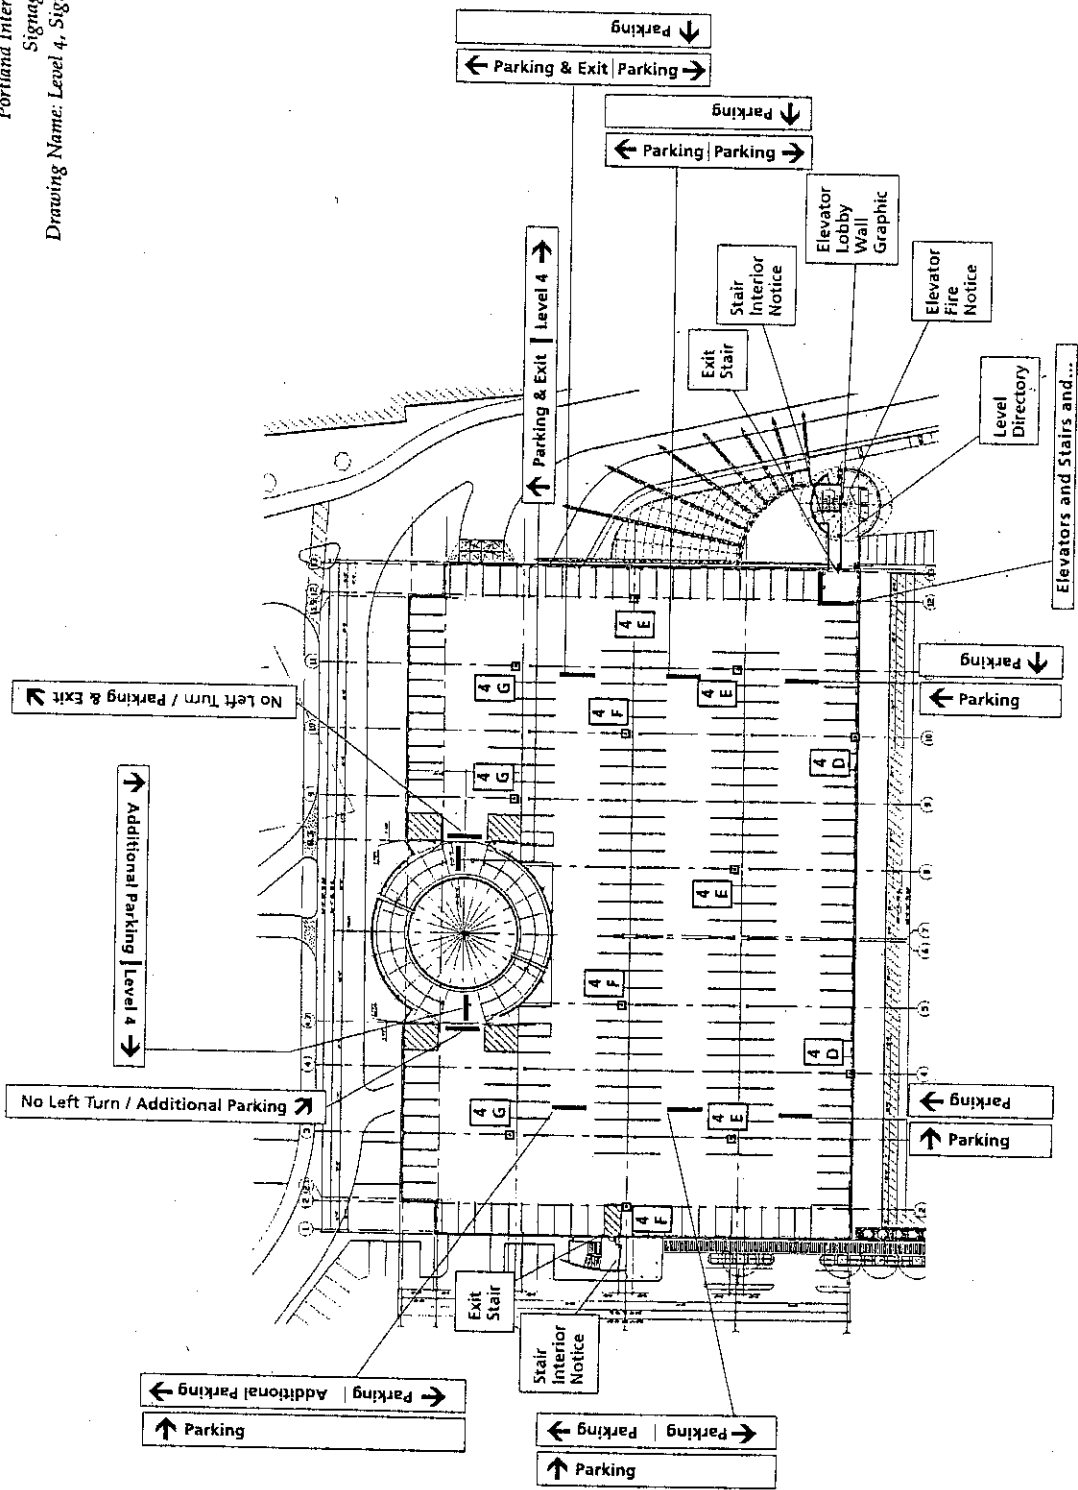 Portland Inter
Signag
Drawing Name: Level 4, Sig
Parking ↓
← Parking & Exit | Parking →
Parking ↓
← Parking | Parking →
Elevator
Lobby
Wall
Graphic
↑ Parking & Exit | Level 4 →
Stair
Interior
Notice
Elevator
Fire
Notice
Exit
Stair
Level
Directory
Elevators and Stairs and...
4
E
Parking ↓
← Parking
No Left Turn / Parking & Exit
4
G
4
E
4
F
4
G
4
D
Additional Parking | Level 4
4
E
4
F
4
D
No Left Turn / Additional Parking
4
G
4
E
Parking
↑ Parking
4
F
Exit
Stair
Stair
Interior
Notice
Parking | Additional Parking
↑ Parking
Parking | Parking
↑ Parking